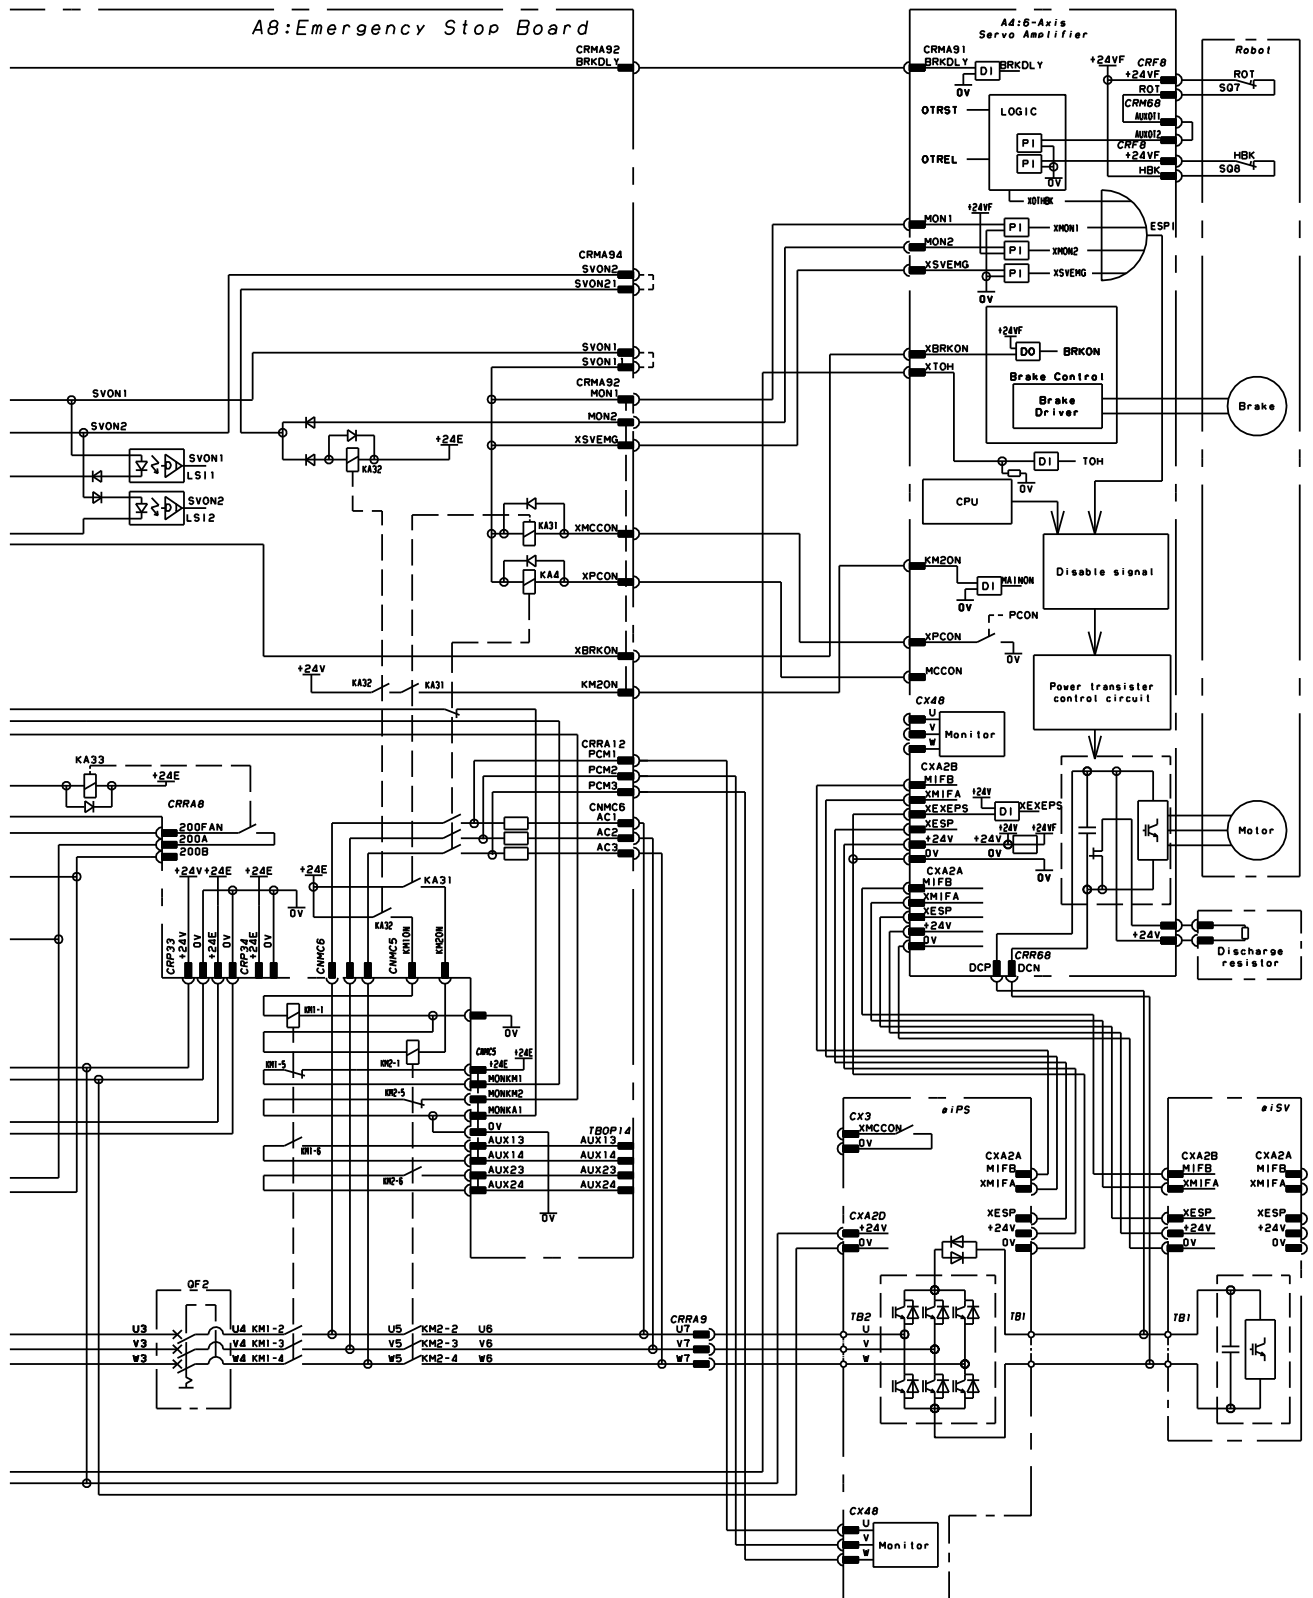 A8:Emergency Stop Board
CRMA92
BRKDLY
CRMA94
SVON2
SVON21
SVON1
SVON1
CRMA92
MON1
MON2
XSVEMG
XMCCON
XPCON
XBRKON
KM2ON
SVON1
SVON2
SVON1
LSI1
SVON2
LSI2
+24E
KA32
KA31
KA4
+24V
KA32
KA31
CRRA12
PCM1
PCM2
PCM3
CNMC6
AC1
AC2
AC3
KA33
+24E
CRRA8
200FAN
200A
200B
+24V
+24E
+24E
0V
CRP33
+24V
0V
+24E
0V
CRP34
+24E
0V
+24E
KA31
KA32
CNMC6
CNMC5
KM1ON
KM2ON
KM1-1
0V
KM1-5
KM2-1
KM2-5
KM1-6
KM2-6
CNMC5
+24E
+24E
MONKM1
MONKM2
MONKA1
0V
TBOP14
AUX13
AUX13
AUX14
AUX14
AUX23
AUX23
AUX24
AUX24
0V
QF2
U3
U4
KM1-2
U5
KM2-2
U6
V3
V4
KM1-3
V5
KM2-3
V6
W3
W4
KM1-4
W5
KM2-4
W6
CRRA9
U7
V7
W7
A4:6-Axis
Servo Amplifier
CRMA91
BRKDLY
DI
BRKDLY
0V
OTRST
LOGIC
PI
OTREL
PI
0V
XOTHBK
+24VF
CRF8
+24VF
ROT
CRM68
AUXOT1
AUXOT2
CRF8
+24VF
HBK
Robot
ROT
SQ7
HBK
SQ8
MON1
+24VF
PI
XMON1
MON2
PI
XMON2
XSVEMG
PI
XSVEMG
0V
ESPI
+24VF
XBRKON
DO
BRKON
XTOH
Brake Control
Brake
Driver
Brake
DI
TOH
0V
CPU
Disable signal
KM2ON
DI
MAINON
0V
PCON
XPCON
0V
MCCON
Power transister
control circuit
CX48
U
V
W
Monitor
CXA2B
MIFB
XMIFA
XEXEPS
XESP
+24V
0V
+24V
DI
XEXEPS
+24V
+24V
+24VF
0V
0V
CXA2A
MIFB
XMIFA
XESP
+24V
0V
Motor
+24V
Discharge
resistor
CRR68
DCP
DCN
αiPS
CX3
XMCCON
0V
CXA2A
MIFB
XMIFA
XESP
+24V
0V
CXA2D
+24V
0V
TB2
U
V
W
TB1
αiSV
CXA2B
MIFB
XMIFA
XESP
+24V
0V
CXA2A
MIFB
XMIFA
XESP
+24V
0V
TB1
CX48
U
V
W
Monitor